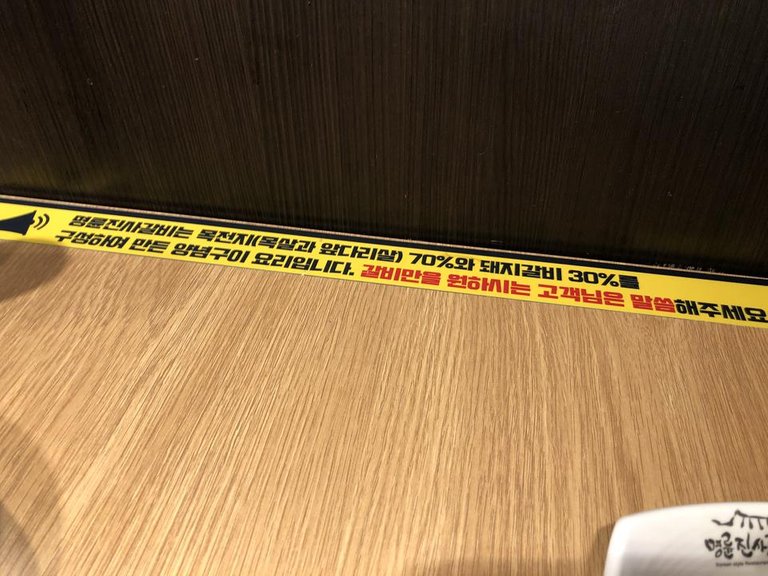 명륜진사갈비는 목전지(목살과 앞다리살) 70%와 돼지갈비 30%를
구성하여 만든 양념구이 요리입니다. 갈비만을 원하시는 고객님은 말씀해주세요
명륜진사
Korean style Restaurant